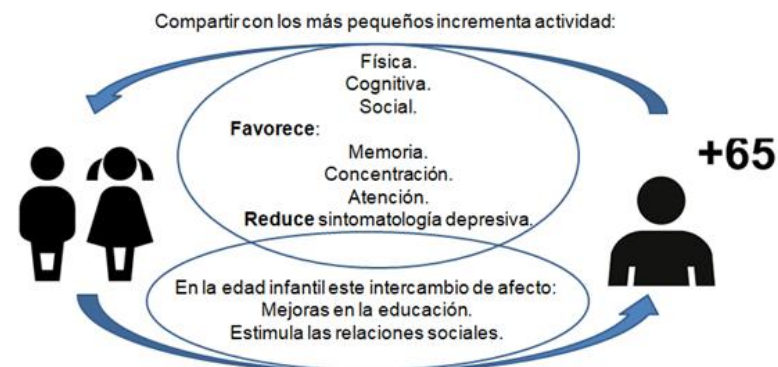 Compartir con los más pequeños incrementa actividad:
Física.
Cognitiva.
Social.
Favorece:
+65
Memoria.
Concentración.
Atención.
Reduce sintomatología depresiva.
En la edad infantil este intercambio de afecto:
Mejoras en la educación.
Estimula las relaciones sociales.